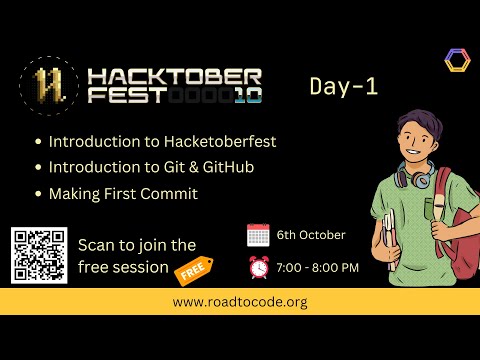 HACKTOBER
FEST000010
Day-1
Introduction to Hacketoberfest
Introduction to Git & GitHub
Making First Commit
Scan to join the
free session
FREE
6th October
7:00 - 8:00 PM
www.roadtocode.org